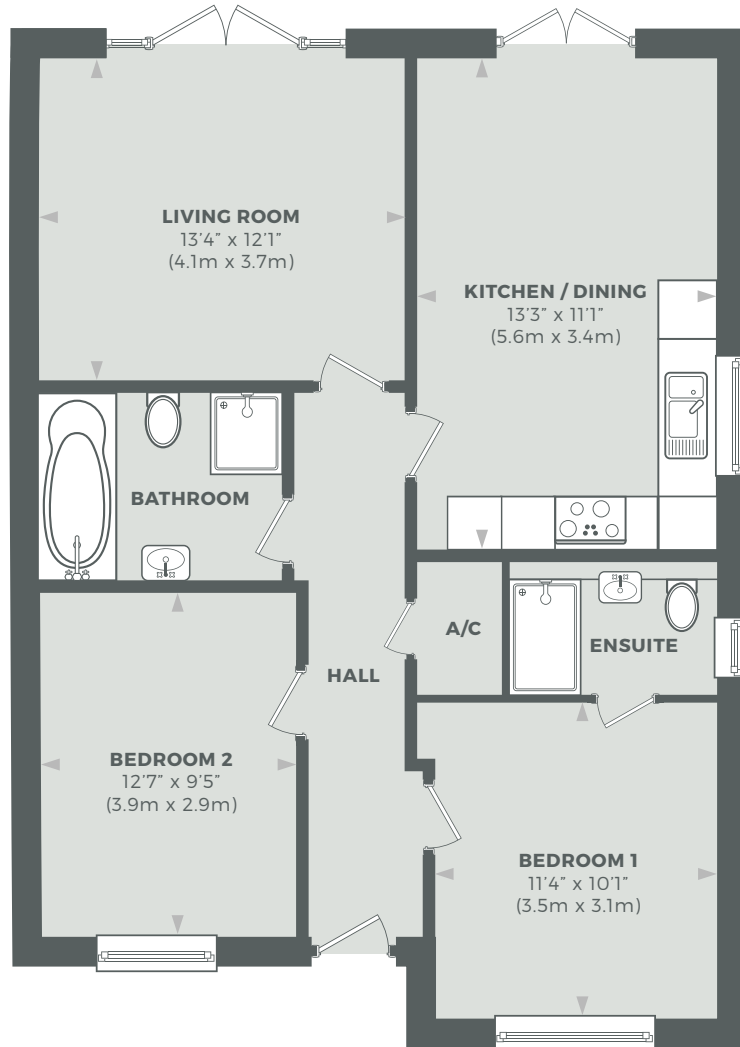 LIVING ROOM
13’4” x 12’1”
(4.1m x 3.7m)
KITCHEN / DINING
13’3” x 11’1”
(5.6m x 3.4m)
BATHROOM
A/C
ENSUITE
HALL
BEDROOM 2
12’7” x 9’5”
(3.9m x 2.9m)
BEDROOM 1
11’4” x 10’1”
(3.5m x 3.1m)